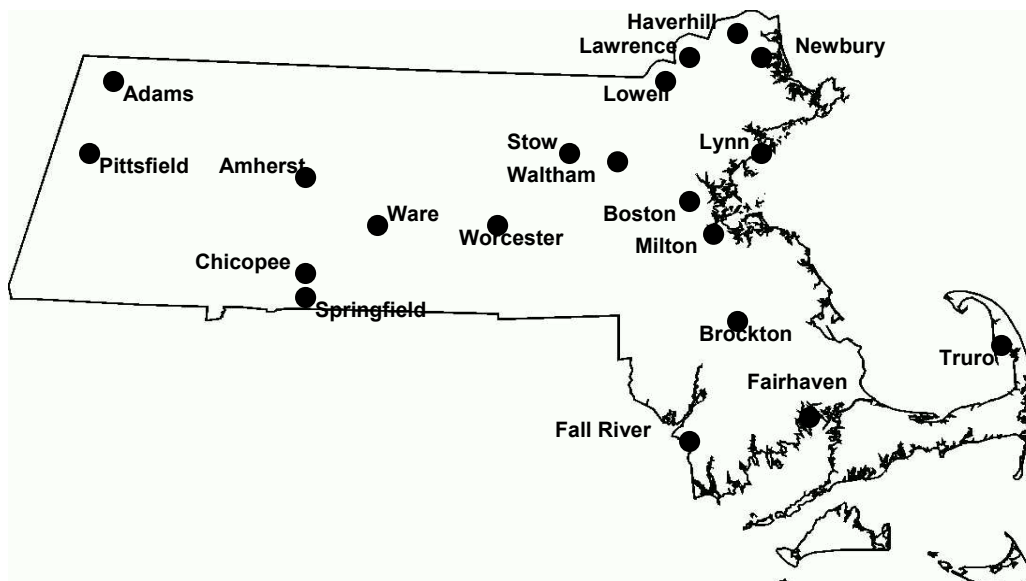 Haverhill
Lawrence
Newbury
Adams
Lowell
Stow
Lynn
Pittsfield
Amherst
Waltham
Ware
Boston
Worcester
Milton
Chicopee
Springfield
Brockton
Truro
Fairhaven
Fall River